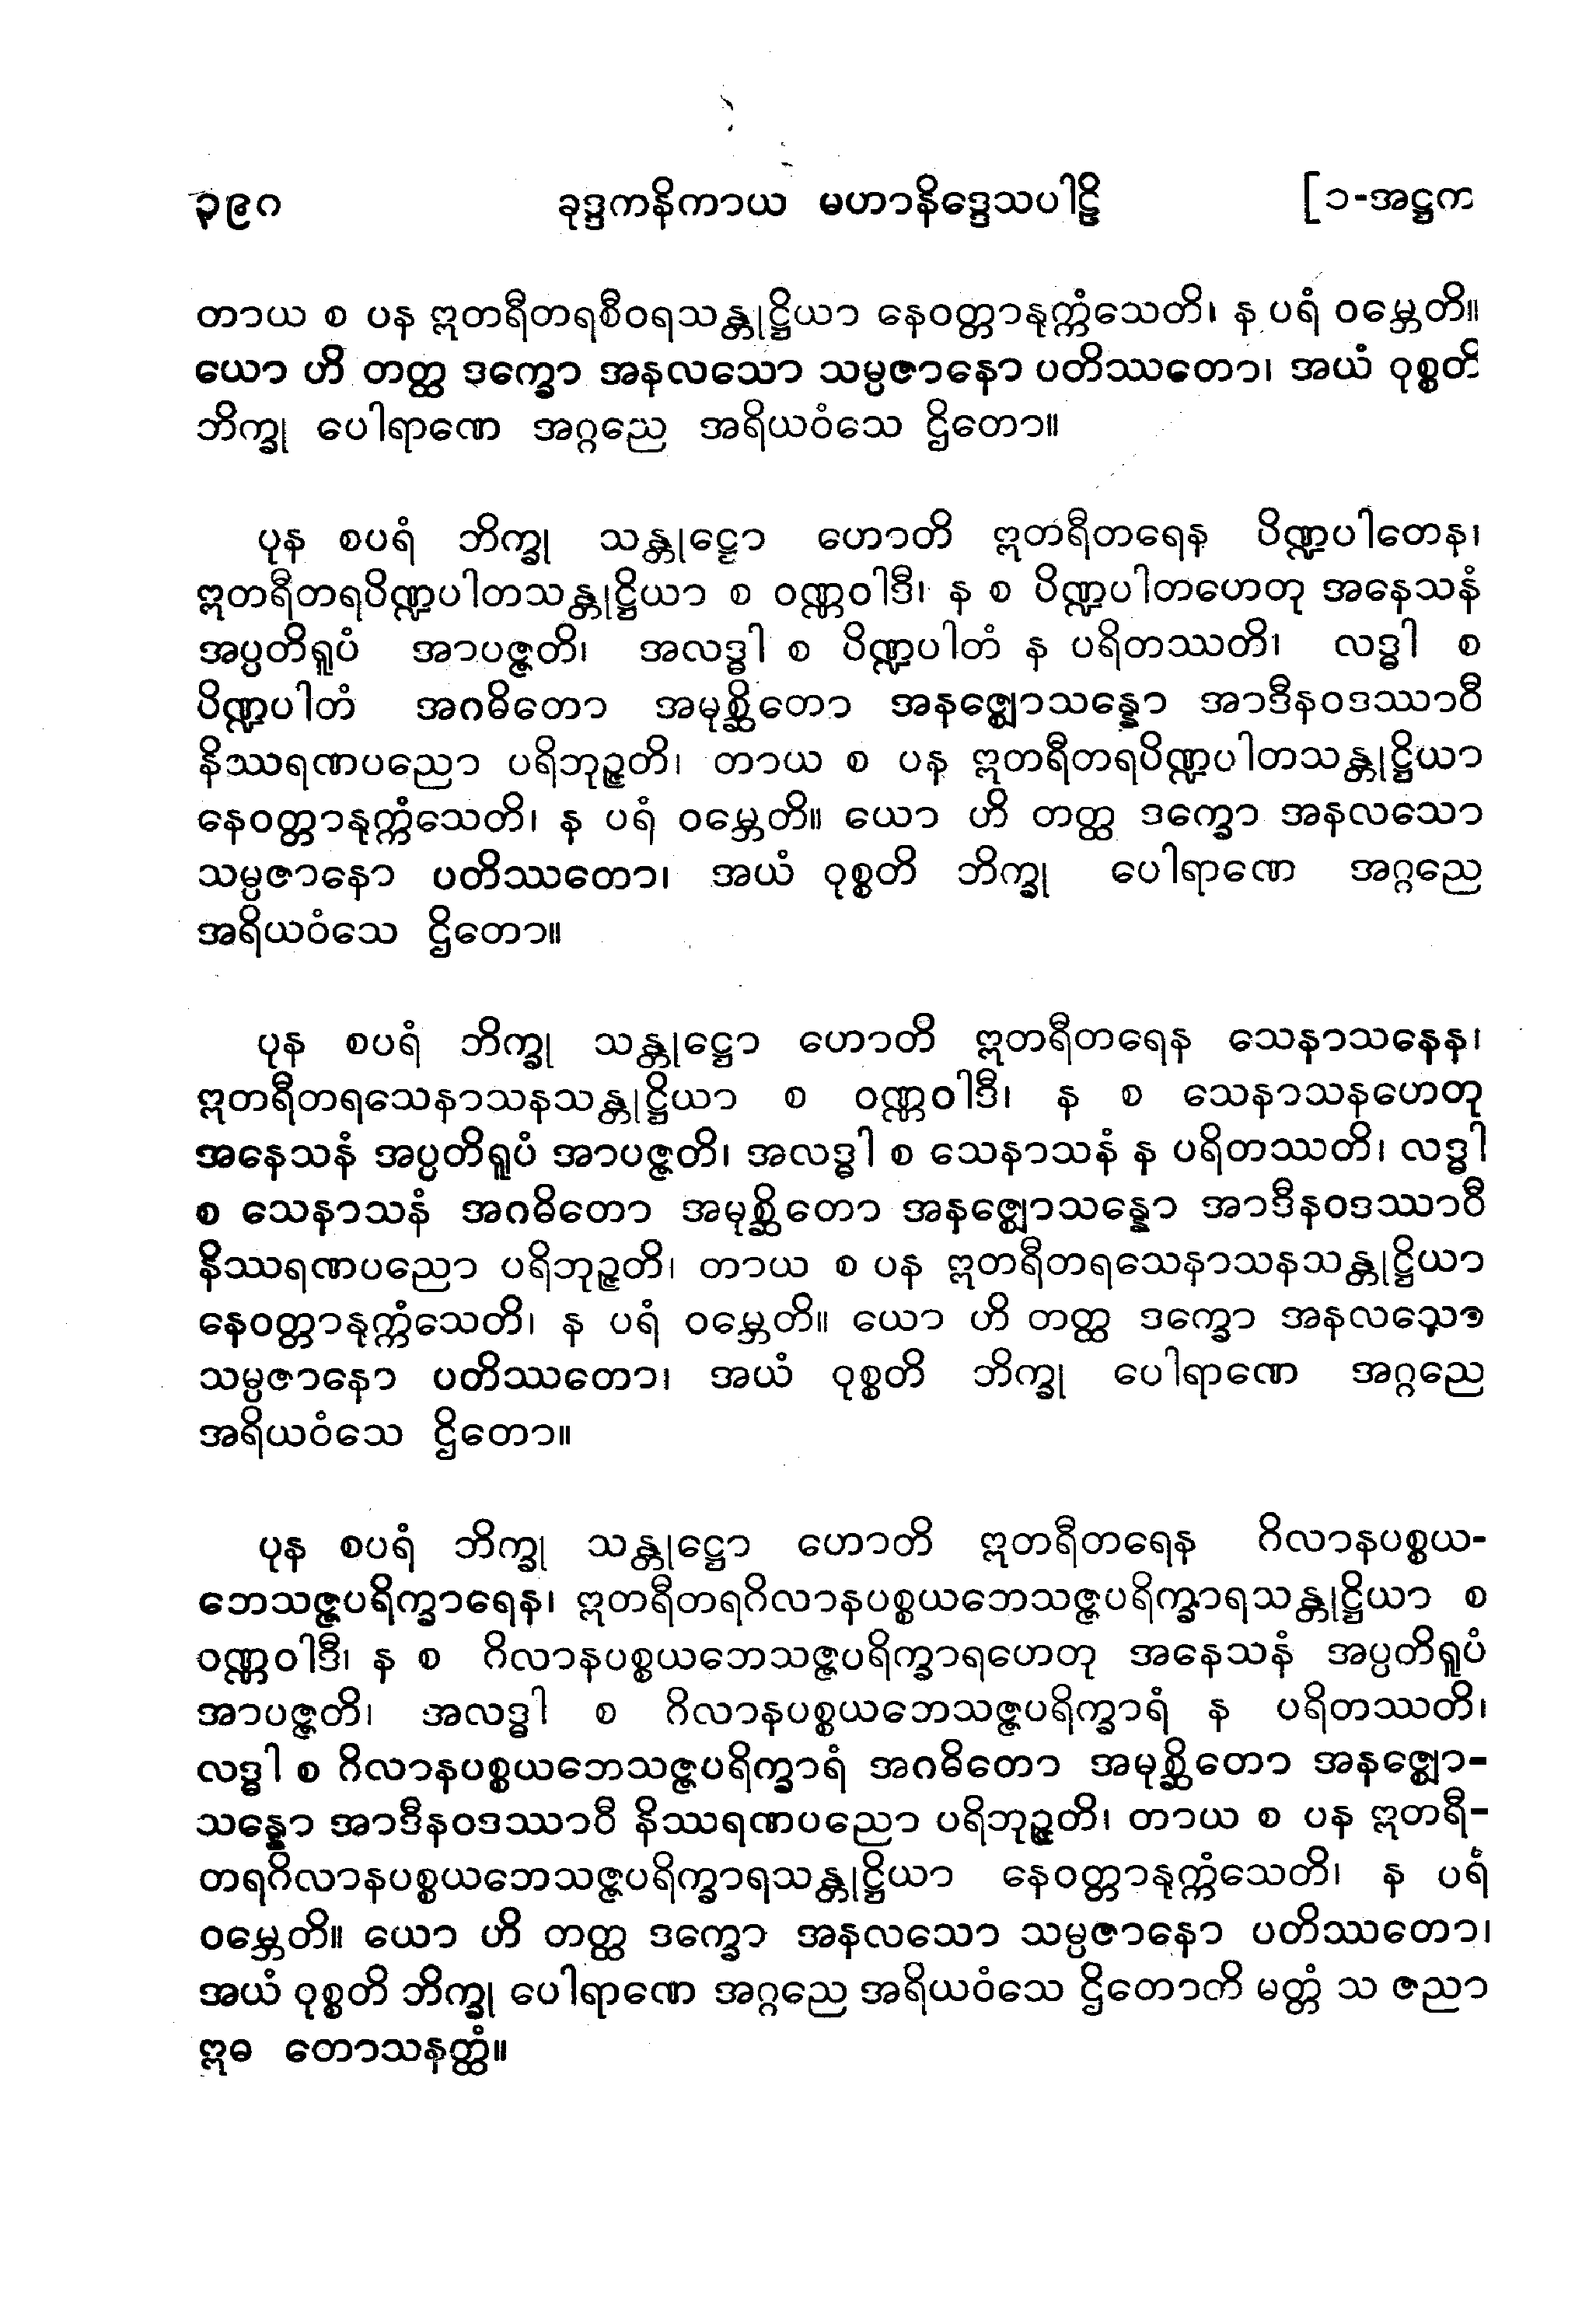 ၃၉၈ ခုဒ္ဒကနိကာယ မဟာနိဒ္ဒေသပါဠိ [၁-အဋ္ဌက
တာယ စ ပန ဣတရီတရစီဝရသန္တုဋ္ဌိယာ နေဝတ္တာနုက္ကံသေတိ၊ န ပရံ ဝမ္ဘေတိ။
ယော ဟိ တတ္ထ ဒက္ခော အနလသော သမ္ပဇာနော ပတိဿတော၊ အယံ ဝုစ္စတိ
ဘိက္ခု ပေါရာဏေ အဂ္ဂညေ အရိယဝံသေ ဌိတော။
ပုန စပရံ ဘိက္ခု သန္တုဋ္ဌော ဟောတိ ဣတရီတရေန ပိဏ္ဍပါတေန၊
ဣတရီတရပိဏ္ဍပါတသန္တုဋ္ဌိယာ စ ဝဏ္ဏဝါဒီ၊ န စ ပိဏ္ဍပါတဟေတု အနေသနံ
အပ္ပတိရူပံ အာပဇ္ဇတိ၊ အလဒ္ဓါ စ ပိဏ္ဍပါတံ န ပရိတဿတိ၊ လဒ္ဓါ စ
ပိဏ္ဍပါတံ အဂဓိတော အမုစ္ဆိတော အနဇ္ဈောသန္နော အာဒီနဝဒဿာဝီ
နိဿရဏပညော ပရိဘုဉ္ဇတိ၊ တာယ စ ပန ဣတရီတရပိဏ္ဍပါတသန္တုဋ္ဌိယာ
နေဝတ္တာနုက္ကံသေတိ၊ န ပရံ ဝမ္ဘေတိ။ ယော ဟိ တတ္ထ ဒက္ခော အနလသော
သမ္ပဇာနော ပတိဿတော၊ အယံ ဝုစ္စတိ ဘိက္ခု ပေါရာဏေ အဂ္ဂညေ
အရိယဝံသေ ဌိတော။
ပုန စပရံ ဘိက္ခု သန္တုဋ္ဌော ဟောတိ ဣတရီတရေန သေနာသနေန၊
ဣတရီတရသေနာသနသန္တုဋ္ဌိယာ စ ဝဏ္ဏဝါဒီ၊ န စ သေနာသနဟေတု
အနေသနံ အပ္ပတိရူပံ အာပဇ္ဇတိ၊ အလဒ္ဓါ စ သေနာသနံ န ပရိတဿတိ၊ လဒ္ဓါ
စ သေနာသနံ အဂဓိတော အမုစ္ဆိတော အနဇ္ဈောသန္နော အာဒီနဝဒဿာဝီ
နိဿရဏပညော ပရိဘုဉ္ဇတိ၊ တာယ စ ပန ဣတရီတရသေနာသနသန္တုဋ္ဌိယာ
နေဝတ္တာနုက္ကံသေတိ၊ န ပရံ ဝမ္ဘေတိ။ ယော ဟိ တတ္ထ ဒက္ခော အနလသော
သမ္ပဇာနော ပတိဿတော၊ အယံ ဝုစ္စတိ ဘိက္ခု ပေါရာဏေ အဂ္ဂညေ
အရိယဝံသေ ဌိတော။
ပုန စပရံ ဘိက္ခု သန္တုဋ္ဌော ဟောတိ ဣတရီတရေန ဂိလာနပစ္စယ-
ဘေသဇ္ဇပရိက္ခာရေန၊ ဣတရီတရဂိလာနပစ္စယဘေသဇ္ဇပရိက္ခာရသန္တုဋ္ဌိယာ စ
ဝဏ္ဏဝါဒီ၊ န စ ဂိလာနပစ္စယဘေသဇ္ဇပရိက္ခာရဟေတု အနေသနံ အပ္ပတိရူပံ
အာပဇ္ဇတိ၊ အလဒ္ဓါ စ ဂိလာနပစ္စယဘေသဇ္ဇပရိက္ခာရံ န ပရိတဿတိ၊
လဒ္ဓါ စ ဂိလာနပစ္စယဘေသဇ္ဇပရိက္ခာရံ အဂဓိတော အမုစ္ဆိတော အနဇ္ဈော-
သန္နော အာဒီနဝဒဿာဝီ နိဿရဏပညော ပရိဘုဉ္ဇတိ၊ တာယ စ ပန ဣတရီ-
တရဂိလာနပစ္စယဘေသဇ္ဇပရိက္ခာရသန္တုဋ္ဌိယာ နေဝတ္တာနုက္ကံသေတိ၊ န ပရံ
ဝမ္ဘေတိ။ ယော ဟိ တတ္ထ ဒက္ခော အနလသော သမ္ပဇာနော ပတိဿတော၊
အယံ ဝုစ္စတိ ဘိက္ခု ပေါရာဏေ အဂ္ဂညေ အရိယဝံသေ ဌိတောတိ မတ္တံ သ ဇညာ
ဣဓ တောသနတ္ထံ။